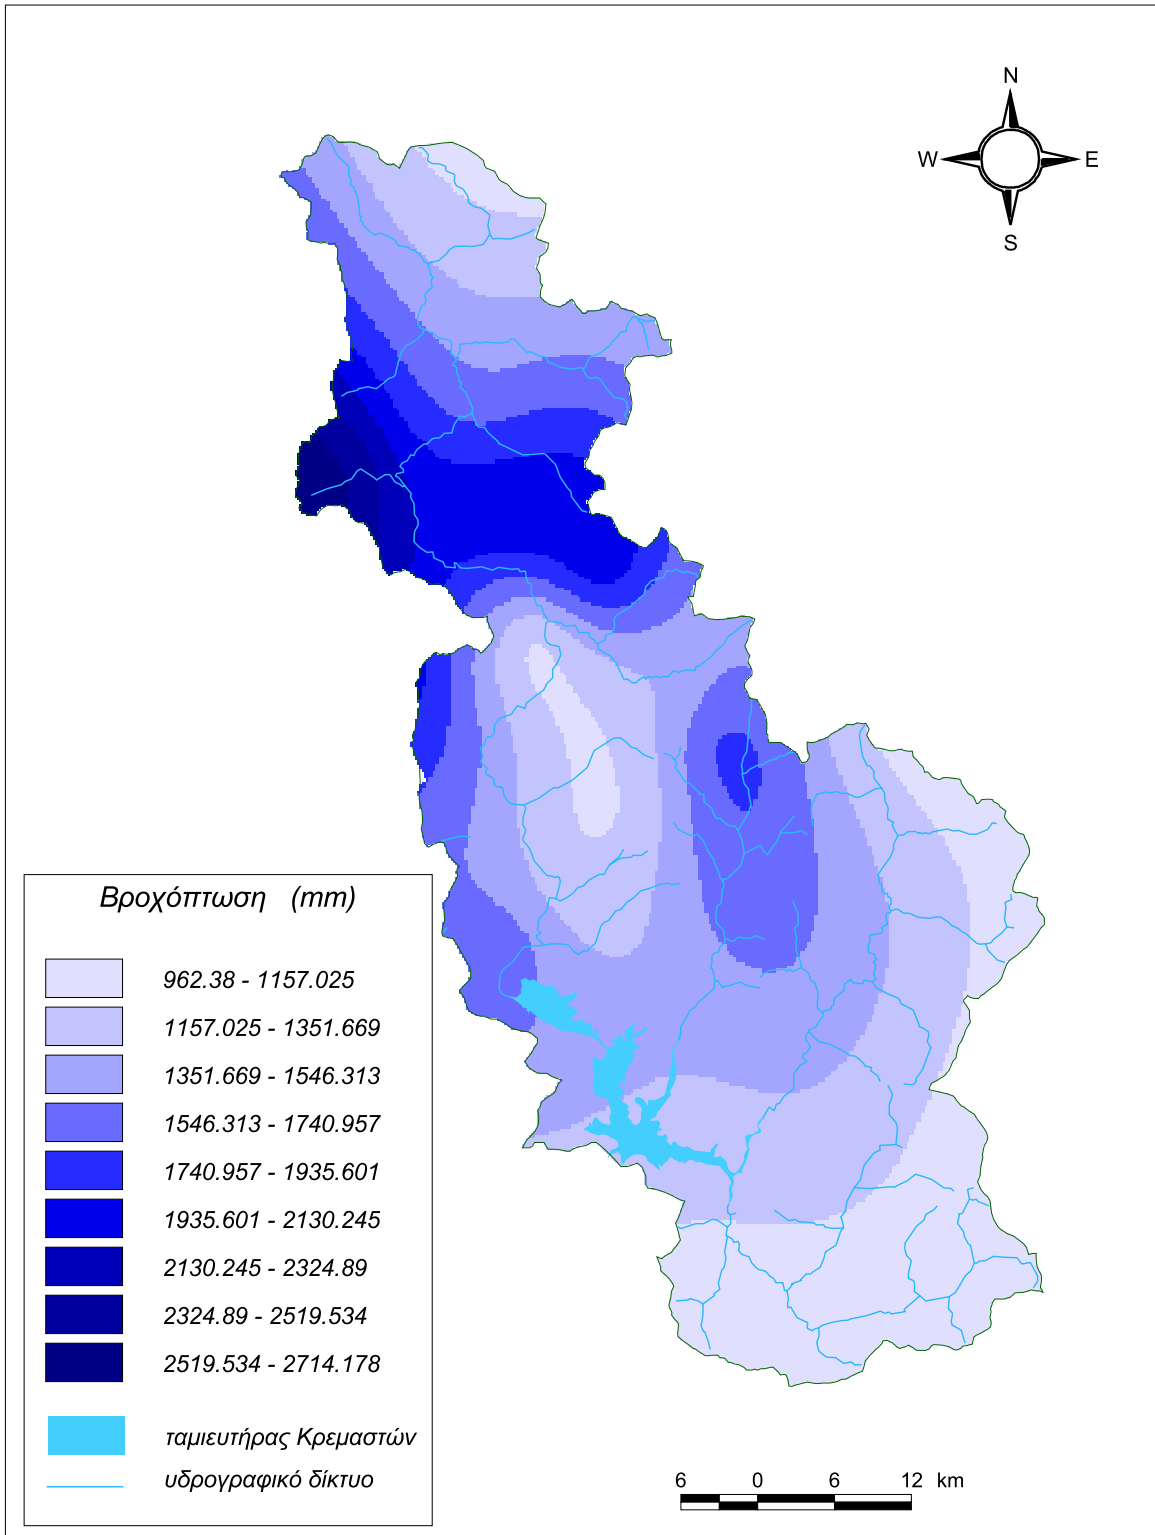 N
W E
S
Βροχόπτωση (mm)
962.38 - 1157.025
1157.025 - 1351.669
1351.669 - 1546.313
1546.313 - 1740.957
1740.957 - 1935.601
1935.601 - 2130.245
2130.245 - 2324.89
2324.89 - 2519.534
2519.534 - 2714.178
ταμιευτήρας Κρεμαστών
υδρογραφικό δίκτυο
6 0 6 12 km